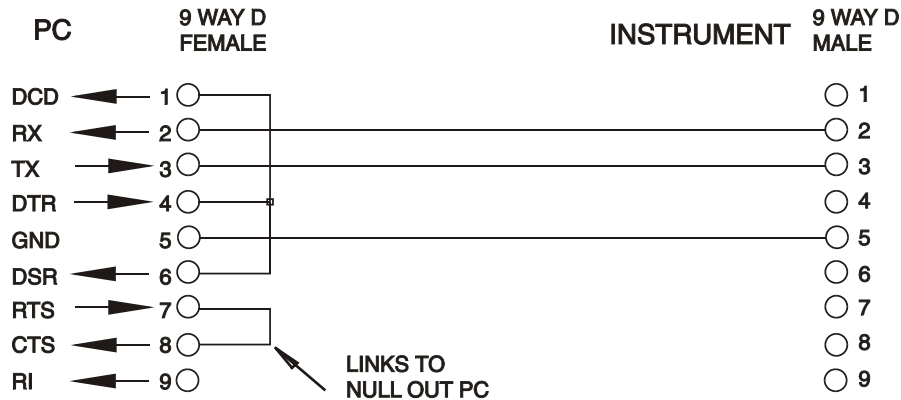 PC
9 WAY D
FEMALE
INSTRUMENT
9 WAY D
MALE
DCD 1 1
RX 2 2
TX 3 3
DTR 4 4
GND 5 5
DSR 6 6
RTS 7 7
CTS 8 8
RI 9 9
LINKS TO
NULL OUT PC